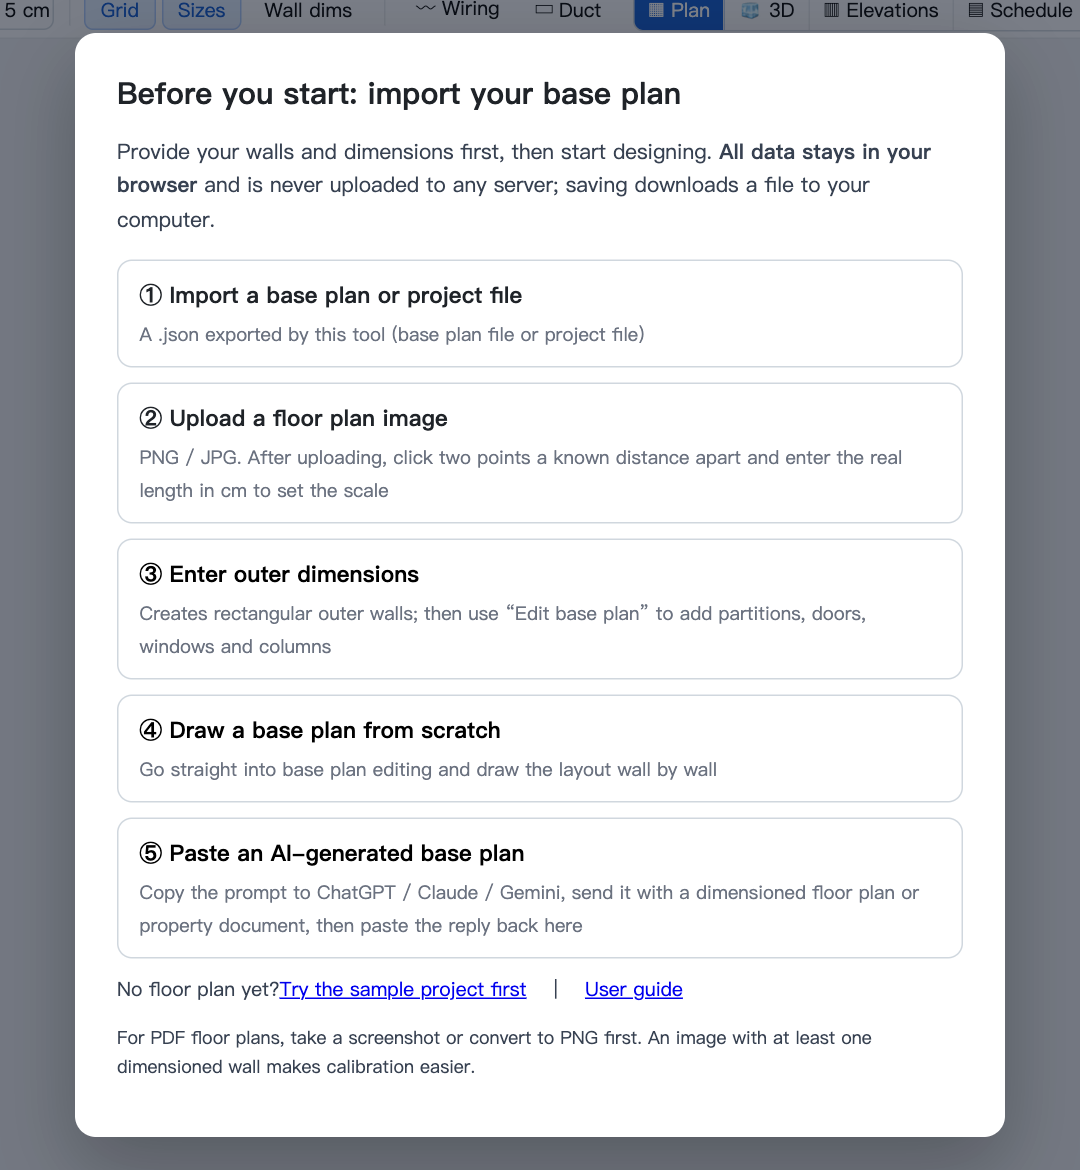 5 cm Grid Sizes Wall dims Wiring Duct Plan 3D Elevations Schedule
Before you start: import your base plan
Provide your walls and dimensions first, then start designing. All data stays in your
browser and is never uploaded to any server; saving downloads a file to your
computer.
① Import a base plan or project file
A .json exported by this tool (base plan file or project file)
② Upload a floor plan image
PNG / JPG. After uploading, click two points a known distance apart and enter the real
length in cm to set the scale
③ Enter outer dimensions
Creates rectangular outer walls; then use “Edit base plan” to add partitions, doors,
windows and columns
④ Draw a base plan from scratch
Go straight into base plan editing and draw the layout wall by wall
⑤ Paste an AI–generated base plan
Copy the prompt to ChatGPT / Claude / Gemini, send it with a dimensioned floor plan or
property document, then paste the reply back here
No floor plan yet?Try the sample project first | User guide
For PDF floor plans, take a screenshot or convert to PNG first. An image with at least one
dimensioned wall makes calibration easier.